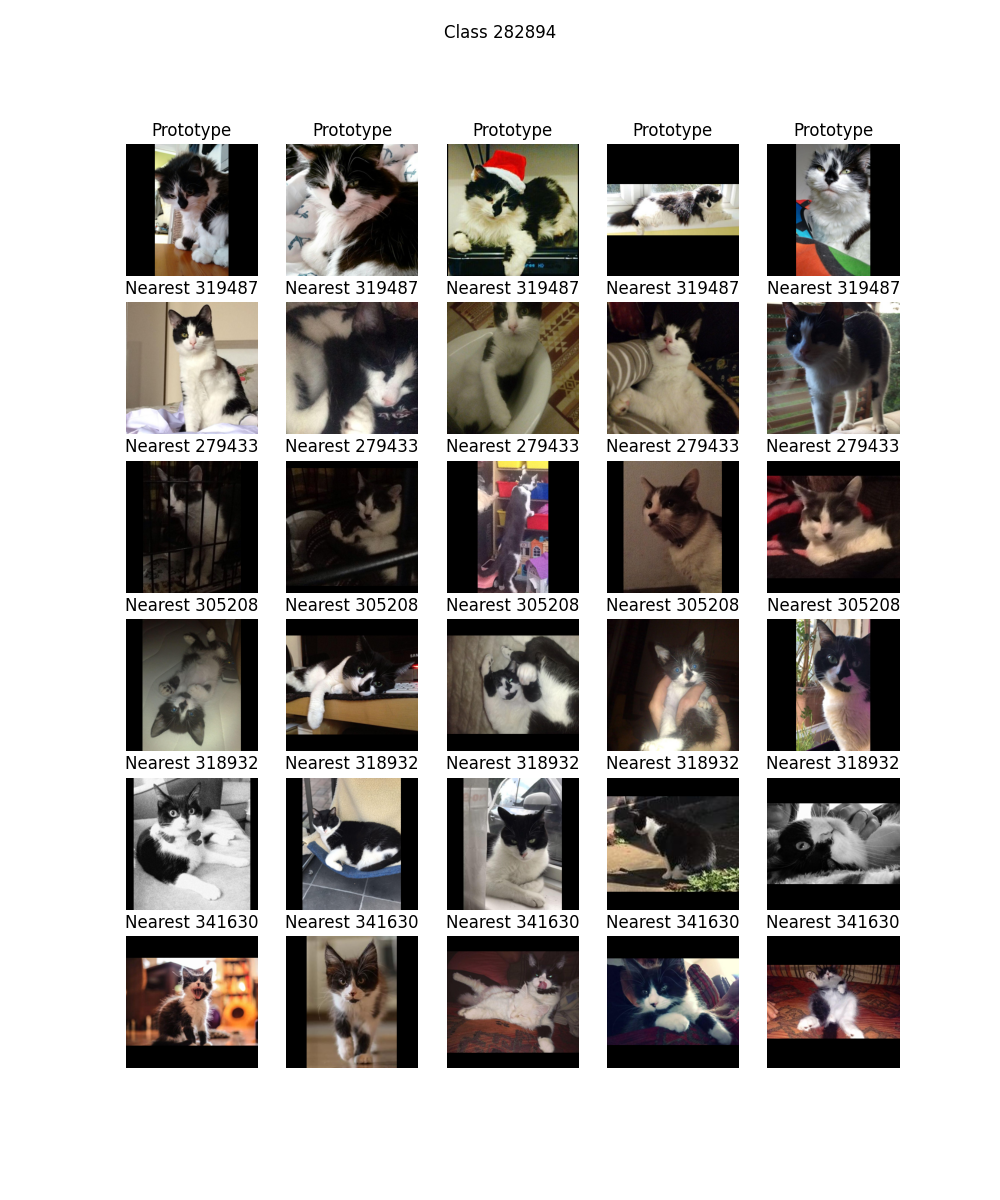 Class 282894
Prototype Prototype Prototype Prototype Prototype
Nearest 319487 Nearest 319487 Nearest 319487 Nearest 319487 Nearest 319487
Nearest 279433 Nearest 279433 Nearest 279433 Nearest 279433 Nearest 279433
Nearest 305208 Nearest 305208 Nearest 305208 Nearest 305208 Nearest 305208
Nearest 318932 Nearest 318932 Nearest 318932 Nearest 318932 Nearest 318932
Nearest 341630 Nearest 341630 Nearest 341630 Nearest 341630 Nearest 341630